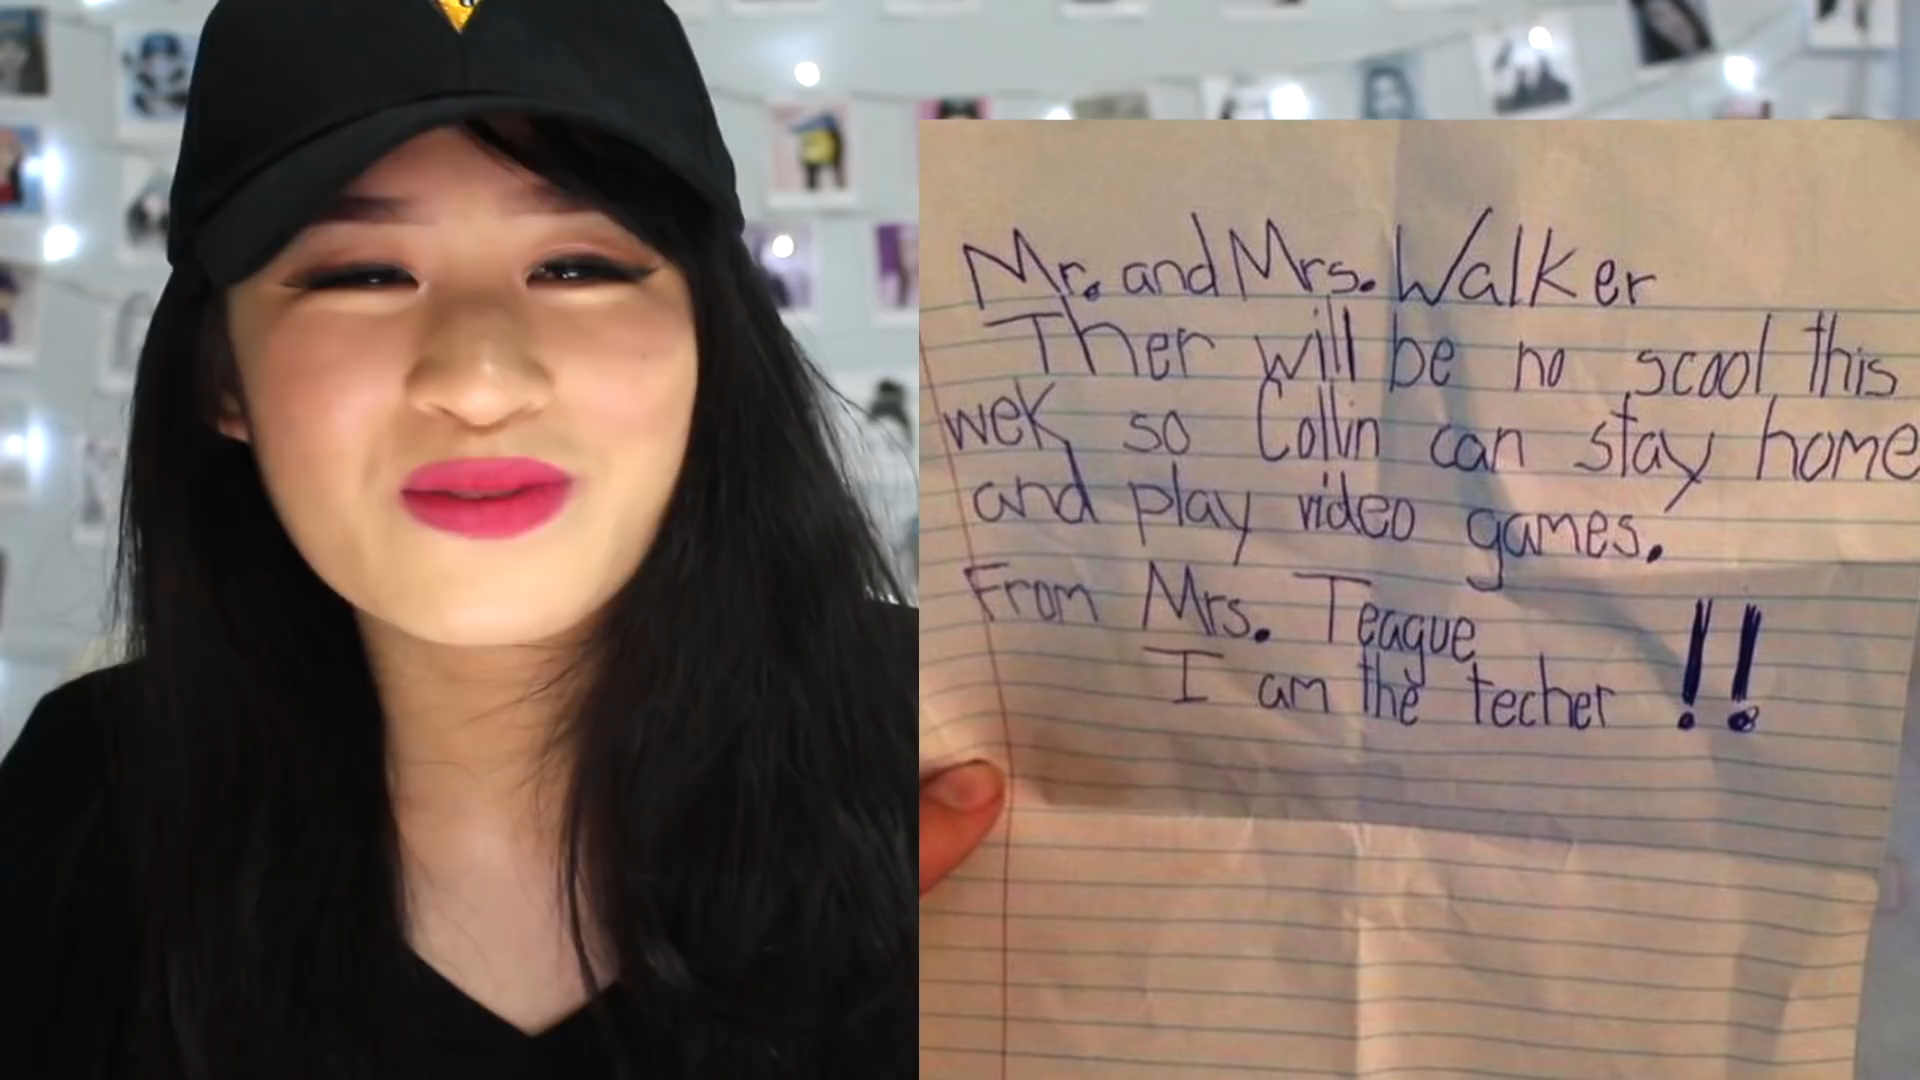 Mr. and Mrs. Walker
Ther will be no scool this
wek so Collin can stay home
and play video games.
From Mrs. Teague
I am the techer !!